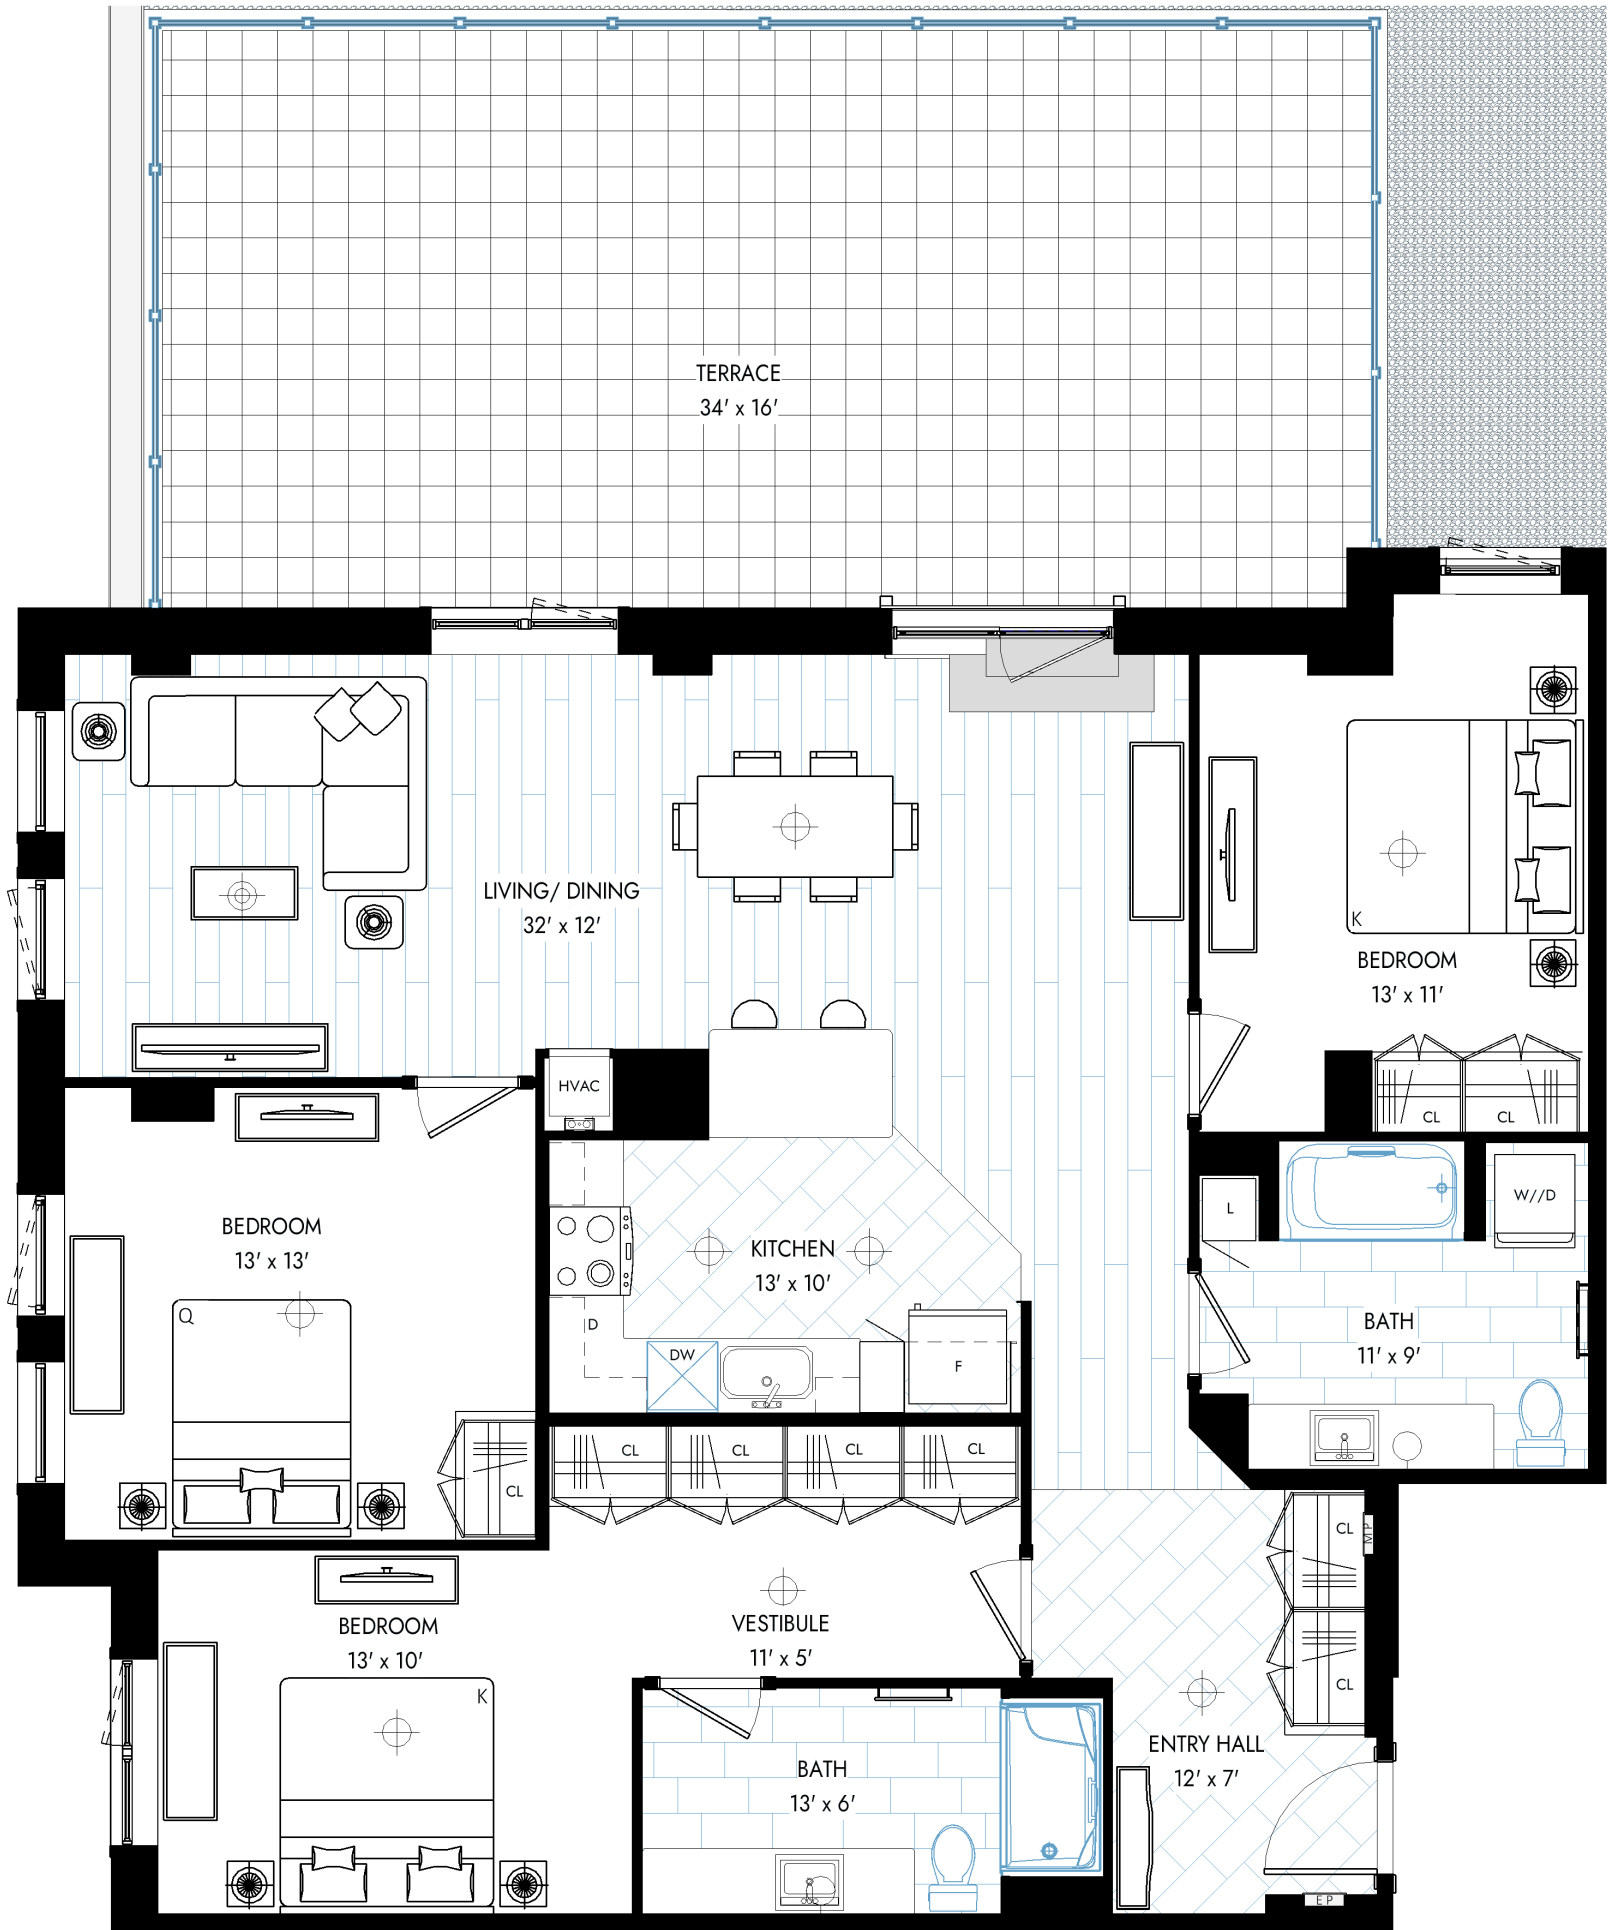 TERRACE
34' x 16'
LIVING/ DINING
32' x 12'
K
BEDROOM
13' x 11'
HVAC
CL
CL
BEDROOM
13' x 13'
Q
CL
KITCHEN
13' x 10'
D
DW
F
L
W//D
BATH
11' x 9'
CL
CL
CL
CL
CL
MP
CL
VESTIBULE
11' x 5'
BEDROOM
13' x 10'
K
BATH
13' x 6'
ENTRY HALL
12' x 7'
EP